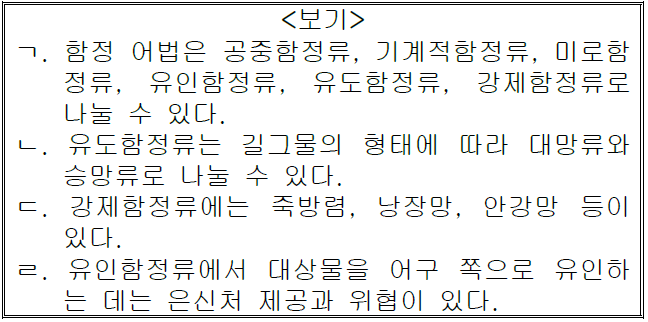 <보기>
ㄱ. 함정 어법은 공중함정류, 기계적함정류, 미로함
정류, 유인함정류, 유도함정류, 강제함정류로
나눌 수 있다.
ㄴ. 유도함정류는 길그물의 형태에 따라 대망류와
승망류로 나눌 수 있다.
ㄷ. 강제함정류에는 죽방렴, 낭장망, 안강망 등이
있다.
ㄹ. 유인함정류에서 대상물을 어구 쪽으로 유인하
는 데는 은신처 제공과 위협이 있다.